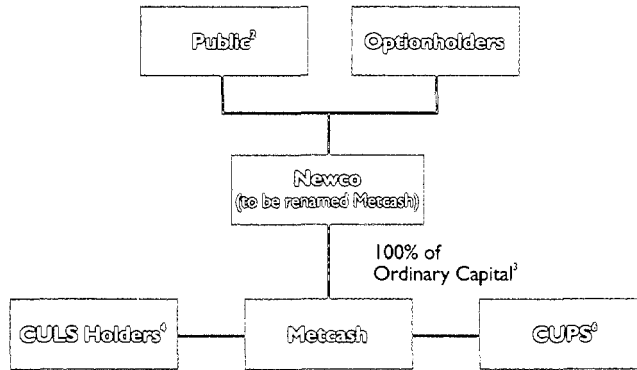 Public²
Optionholders
Newco
(to be renamed Metcash)
100% of
Ordinary Capital³
CULS Holders⁴
Metcash
CUPS⁶